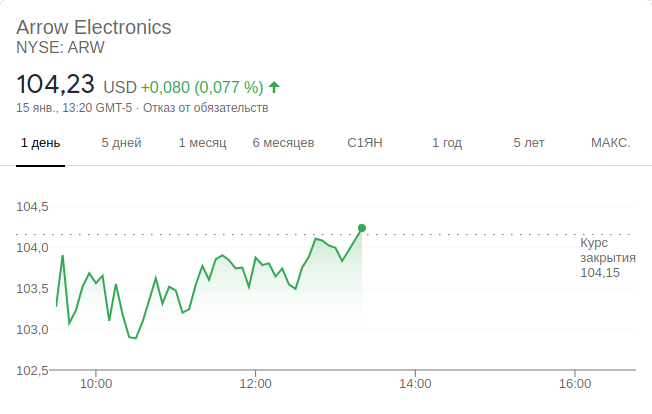 Arrow Electronics
NYSE: ARW
104,23 USD +0,080 (0,077 %)
15 янв., 13:20 GMT-5 · Отказ от обязательств
1 день 5 дней 1 месяц 6 месяцев С1ЯН 1 год 5 лет МАКС.
104,5
104,0
103,5
103,0
102,5
Курс
закрытия
104,15
10:00 12:00 14:00 16:00